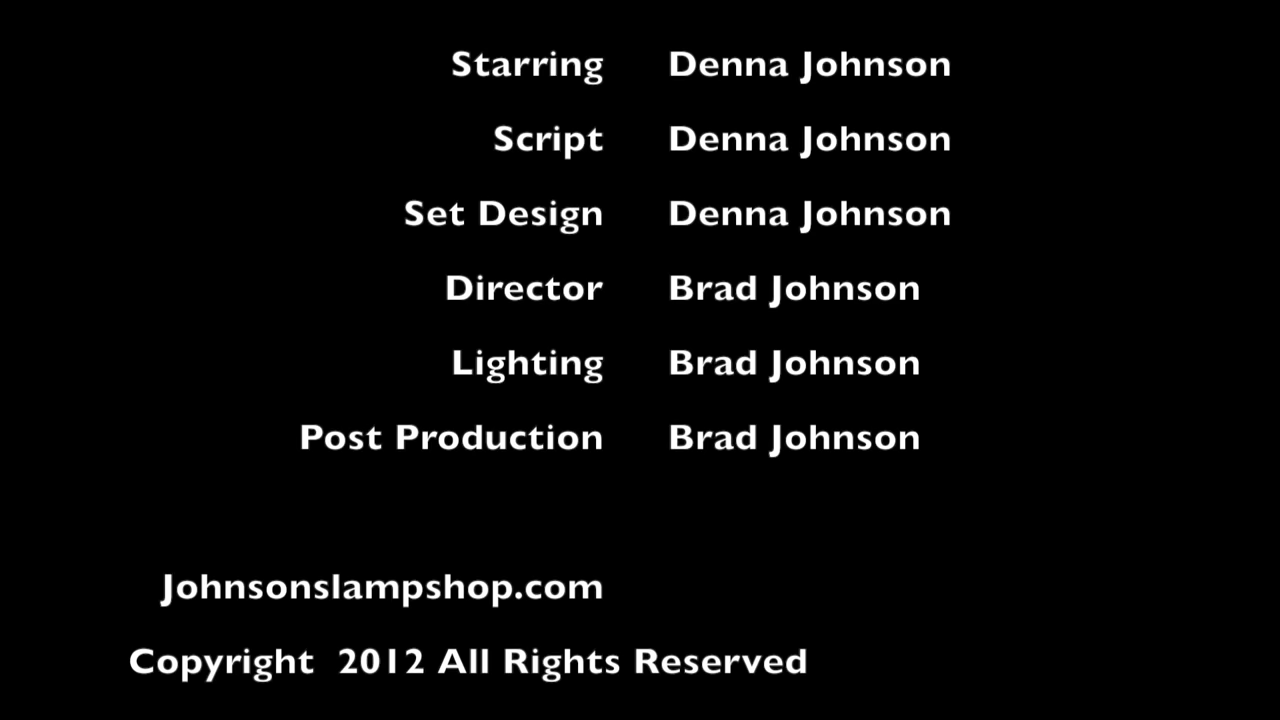 Starring Denna Johnson
Script Denna Johnson
Set Design Denna Johnson
Director Brad Johnson
Lighting Brad Johnson
Post Production Brad Johnson
Johnsonslampshop.com
Copyright  2012 All Rights Reserved